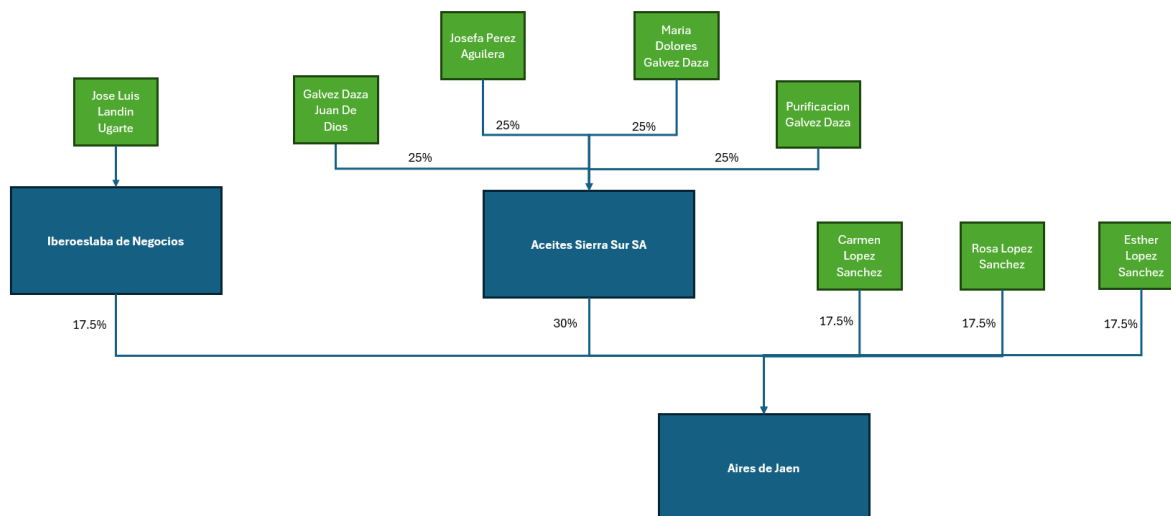 Josefa Perez
Aguilera
Maria
Dolores
Galvez Daza
Jose Luis
Landin
Ugarte
Galvez Daza
Juan De
Dios
Purificacion
Galvez Daza
25%
25%
25%
25%
Iberoeslaba de Negocios
Aceites Sierra Sur SA
Carmen
Lopez
Sanchez
Rosa Lopez
Sanchez
Esther
Lopez
Sanchez
17.5%
30%
17.5%
17.5%
17.5%
Aires de Jaen